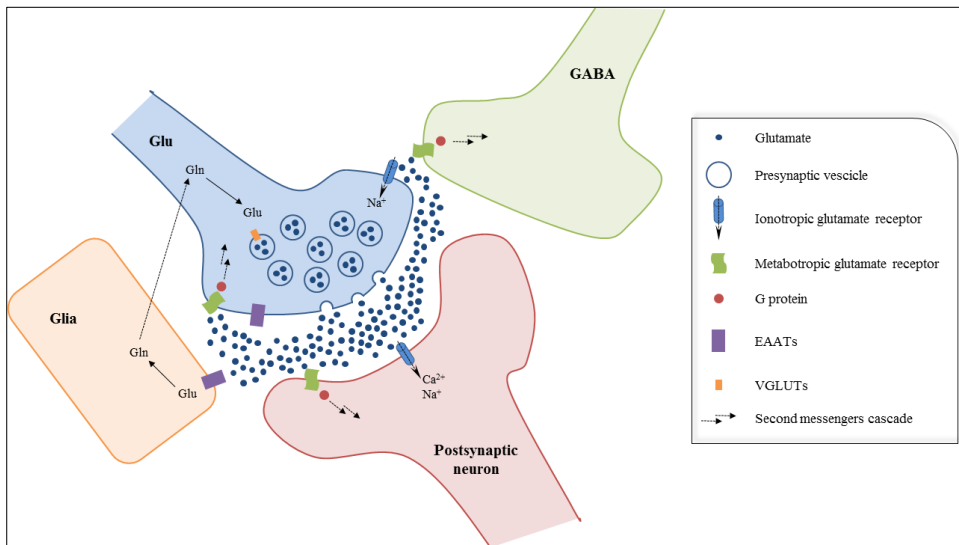 GABA
Glu
Gln
Na⁺
Glu
Glia
Gln
Glu
Ca²⁺
Na⁺
Postsynaptic
neuron
Glutamate
Presynaptic vescicle
Ionotropic glutamate receptor
Metabotropic glutamate receptor
G protein
EAATs
VGLUTs
Second messengers cascade